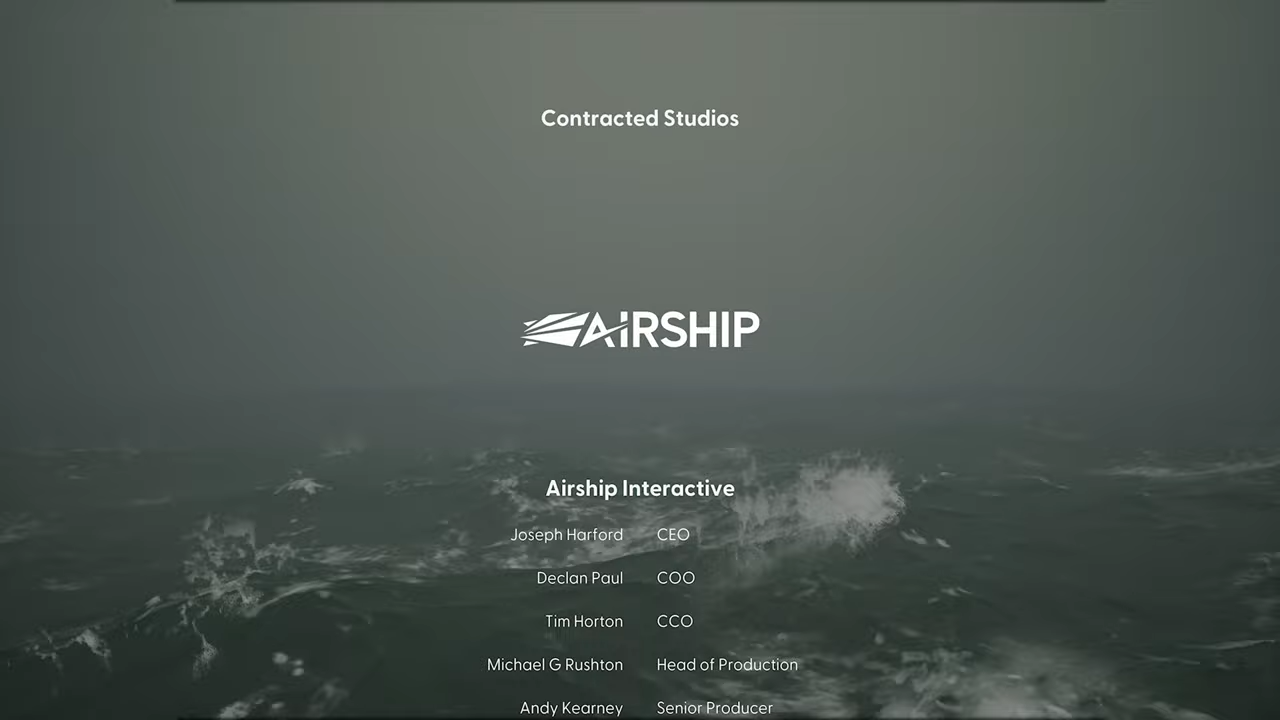 Contracted Studios
AIRSHIP
Airship Interactive
Joseph Harford CEO
Declan Paul COO
Tim Horton CCO
Michael G Rushton Head of Production
Andy Kearney Senior Producer